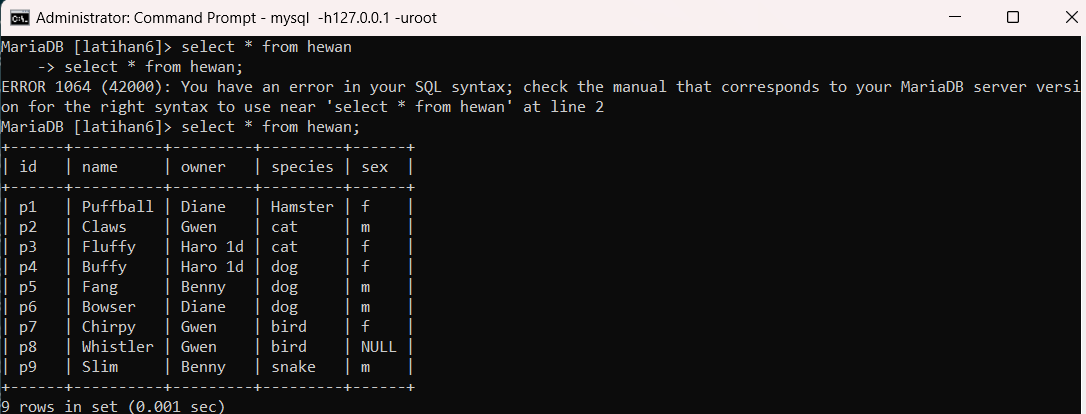 Administrator: Command Prompt - mysql  -h127.0.0.1 -uroot
MariaDB [latihan6]> select * from hewan
    -> select * from hewan;
ERROR 1064 (42000): You have an error in your SQL syntax; check the manual that corresponds to your MariaDB server versi
on for the right syntax to use near 'select * from hewan' at line 2
MariaDB [latihan6]> select * from hewan;
+------+----------+---------+---------+------+
| id   | name     | owner   | species | sex  |
+------+----------+---------+---------+------+
| p1   | Puffball | Diane   | Hamster | f    |
| p2   | Claws    | Gwen    | cat     | m    |
| p3   | Fluffy   | Haro 1d | cat     | f    |
| p4   | Buffy    | Haro 1d | dog     | f    |
| p5   | Fang     | Benny   | dog     | m    |
| p6   | Bowser   | Diane   | dog     | m    |
| p7   | Chirpy   | Gwen    | bird    | f    |
| p8   | Whistler | Gwen    | bird    | NULL |
| p9   | Slim     | Benny   | snake   | m    |
+------+----------+---------+---------+------+
9 rows in set (0.001 sec)